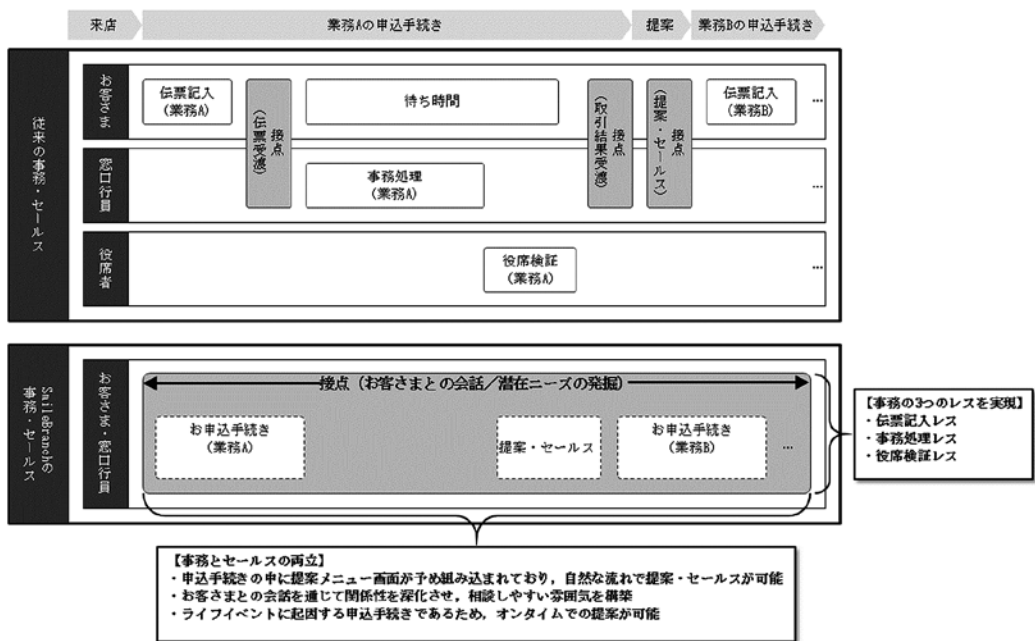 来店
業務Aの申込手続き
提案
業務Bの申込手続き
従来の事務・セールス
お客さま
伝票記入
(業務A)
接点
(伝票受渡)
待ち時間
接点
(取引結果受渡)
接点
(提案・セールス)
伝票記入
(業務B)
…
窓口行員
事務処理
(業務A)
…
役席者
役席検証
(業務A)
…
SmileBranchの
事務・セールス
お客さま・窓口行員
接点(お客さまとの会話/潜在ニーズの発掘)
お申込手続き
(業務A)
提案・セールス
お申込手続き
(業務B)
…
【事務の3つのレスを実現】
・伝票記入レス
・事務処理レス
・役席検証レス
【事務とセールスの両立】
・申込手続きの中に提案メニュー画面が予め組み込まれており，自然な流れで提案・セールスが可能
・お客さまとの会話を通じて関係性を深化させ，相談しやすい雰囲気を構築
・ライフイベントに起因する申込手続きであるため，オンタイムでの提案が可能